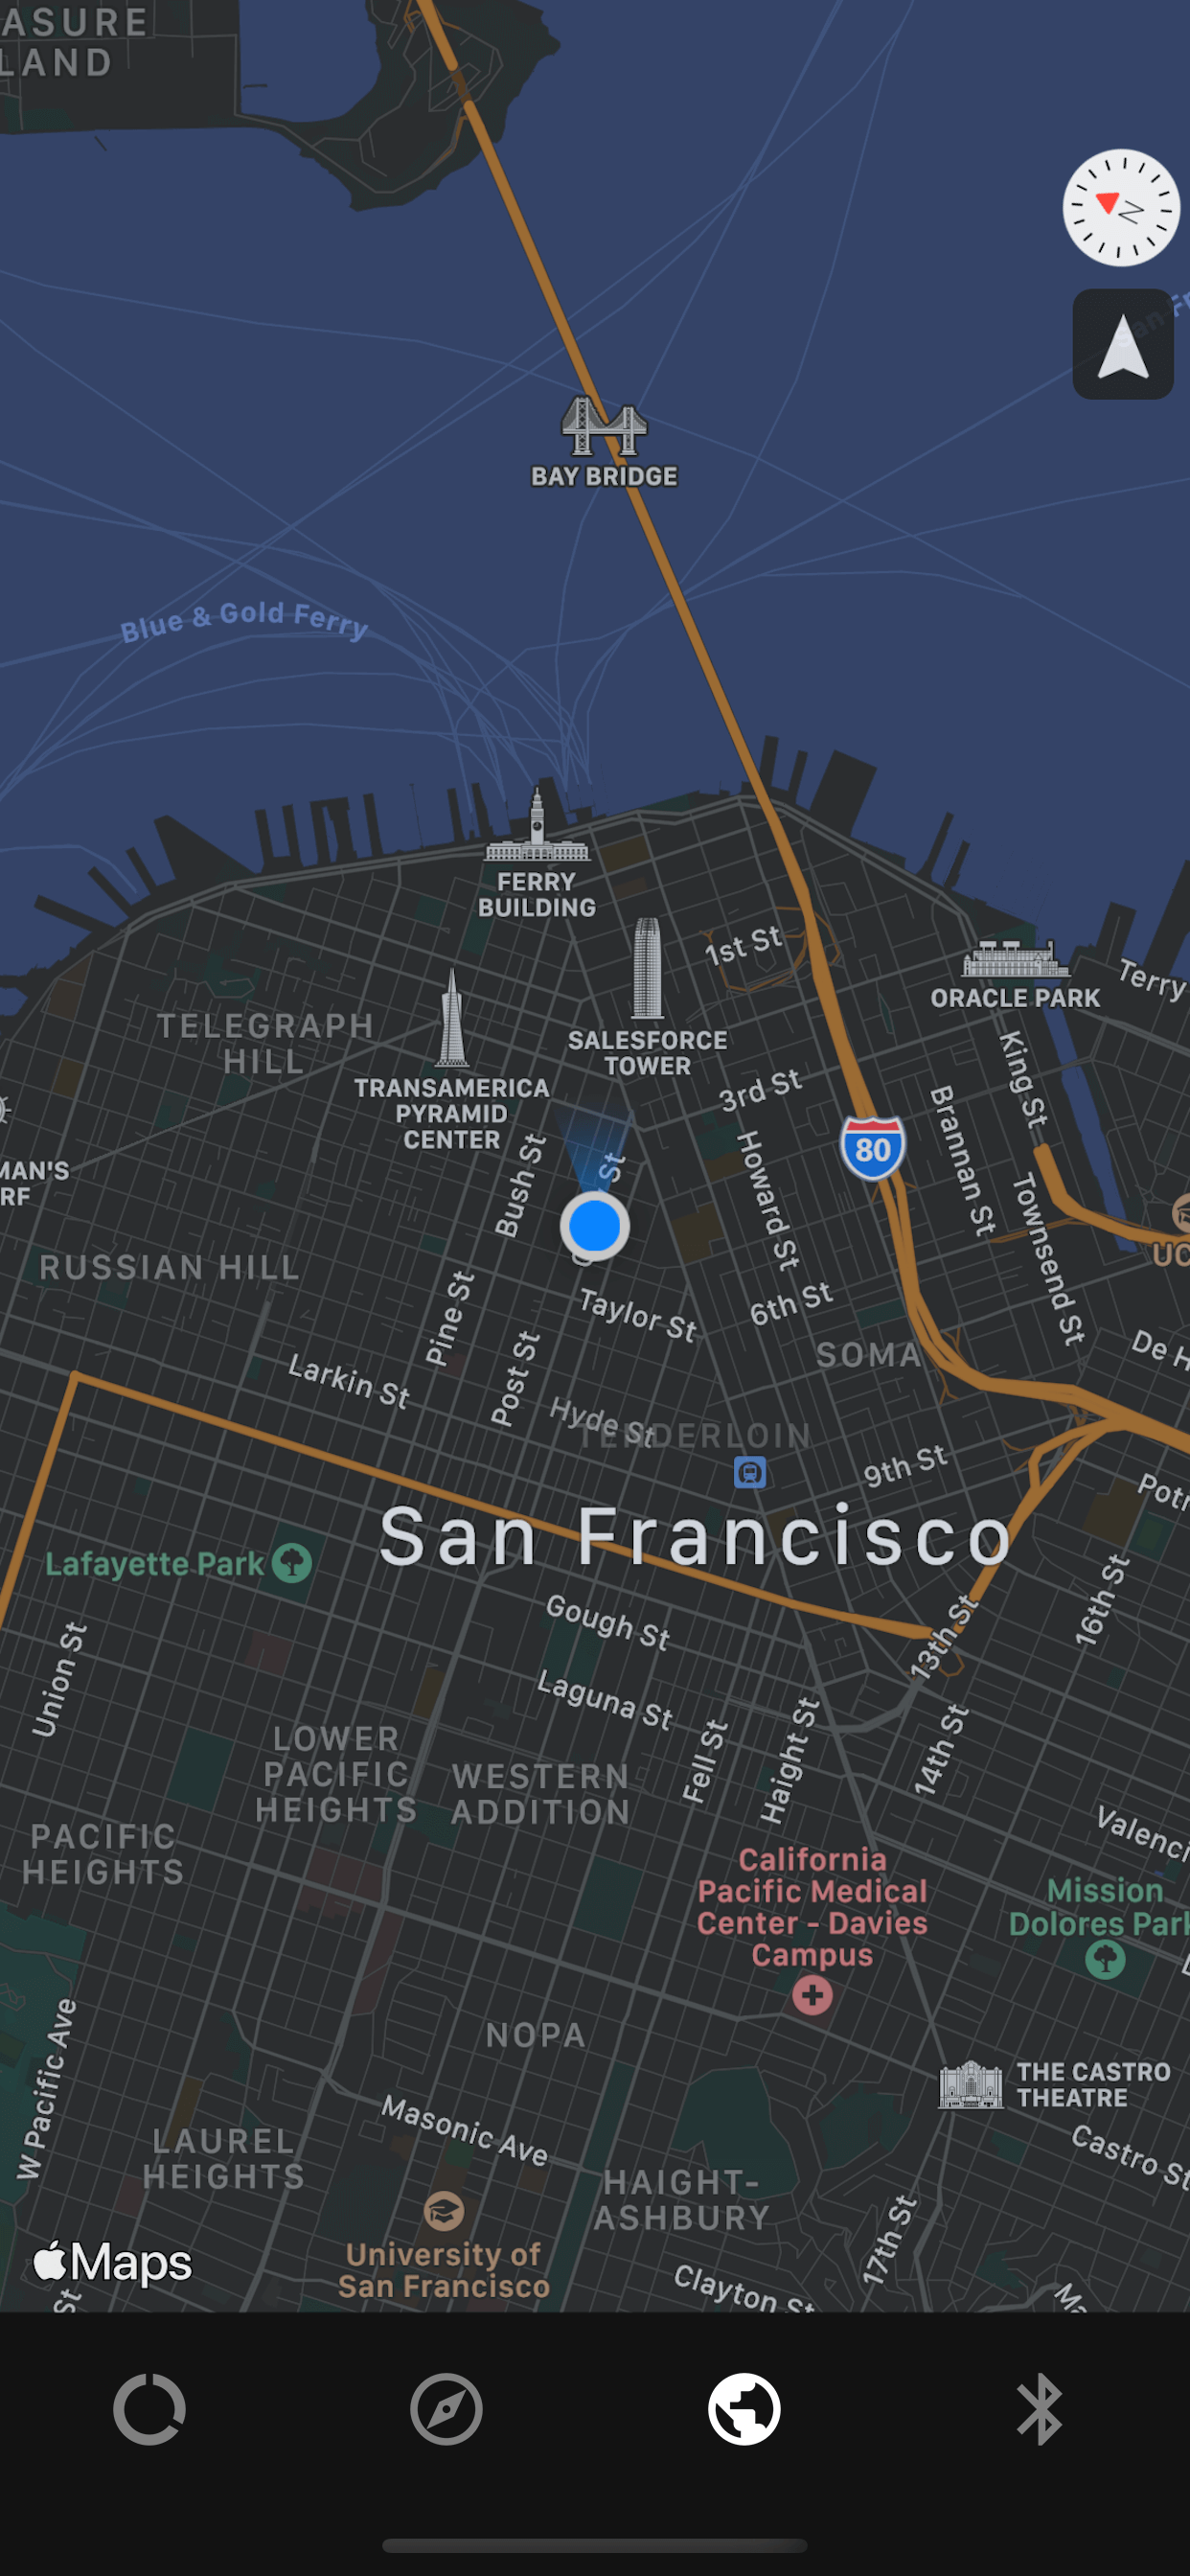 ASURE
LAND
N
BAY BRIDGE
Blue & Gold Ferry
FERRY
BUILDING
1st St
Terry
ORACLE PARK
TELEGRAPH
HILL
SALESFORCE
TOWER
TRANSAMERICA
PYRAMID
CENTER
3rd St
King St
Brannan St
80
Howard St
Bush St
St
MAN'S
RF
Townsend St
UC
RUSSIAN HILL
Pine St
Taylor St
6th St
SOMA
De H
Larkin St
Post St
Hyde St
TENDERLOIN
9th St
Potr
San Francisco
Lafayette Park
16th St
Gough St
13th St
Union St
Laguna St
Fell St
Haight St
14th St
LOWER
PACIFIC
HEIGHTS
WESTERN
ADDITION
PACIFIC
HEIGHTS
Valenci
California
Pacific Medical
Center - Davies
Campus
Mission
Dolores Park
NOPA
W Pacific Ave
THE CASTRO
THEATRE
Masonic Ave
Castro St
LAUREL
HEIGHTS
HAIGHT-
ASHBURY
17th St
University of
San Francisco
Clayton St
Ma
Maps
St